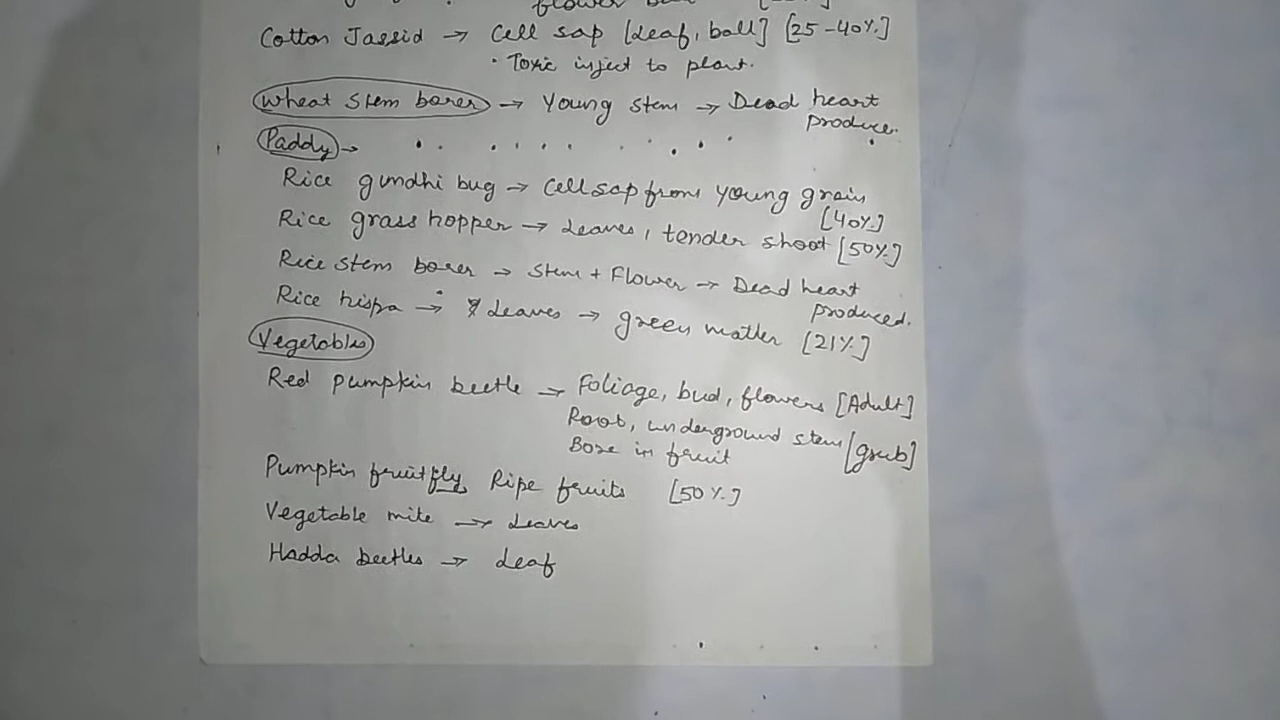 flower
Cotton Jassid → Cell sap [Leaf, ball] [25-40%]
• Toxic inject to plant.
Wheat stem borer → Young stem → Dead heart
produce.
Paddy →
Rice gundhi bug → Cell sap from young grain
[40%]
Rice grass hopper → Leaves, tender shoot [50%]
Rice stem borer → Stem + Flower → Dead heart
produced.
Rice hispa → Leaves → green matter [21%]
Vegetables
Red pumpkin beetle → Foliage, bud, flowers [Adult]
Root, underground stem [grub]
Bore in fruit
Pumpkin fruitfly Ripe fruits [50%]
Vegetable mite → Leaves
Hadda beetles → Leaf